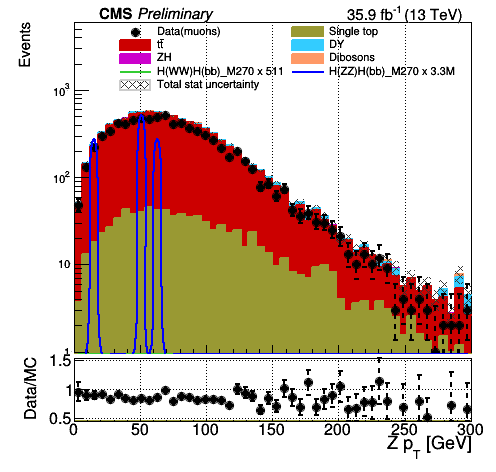 CMS Preliminary 35.9 fb⁻¹ (13 TeV)
Data(muons) Single top
tt̄ DY
ZH Dibosons
H(WW)H(bb)_M270 x 511 H(ZZ)H(bb)_M270 x 3.3M
Total stat uncertainty
Events
10³
10²
10
1
Data/MC
1.5
1
0.5
0 50 100 150 200 250 300
Z p_T [GeV]